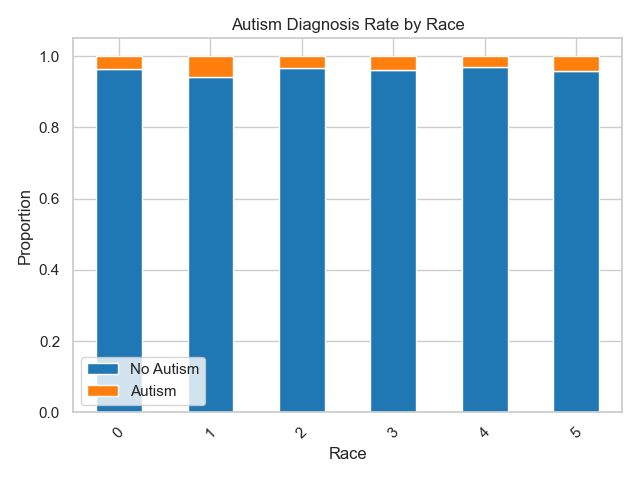 Autism Diagnosis Rate by Race
1.0
0.8
0.6
0.4
0.2
0.0
Proportion
No Autism
Autism
0 1 2 3 4 5
Race